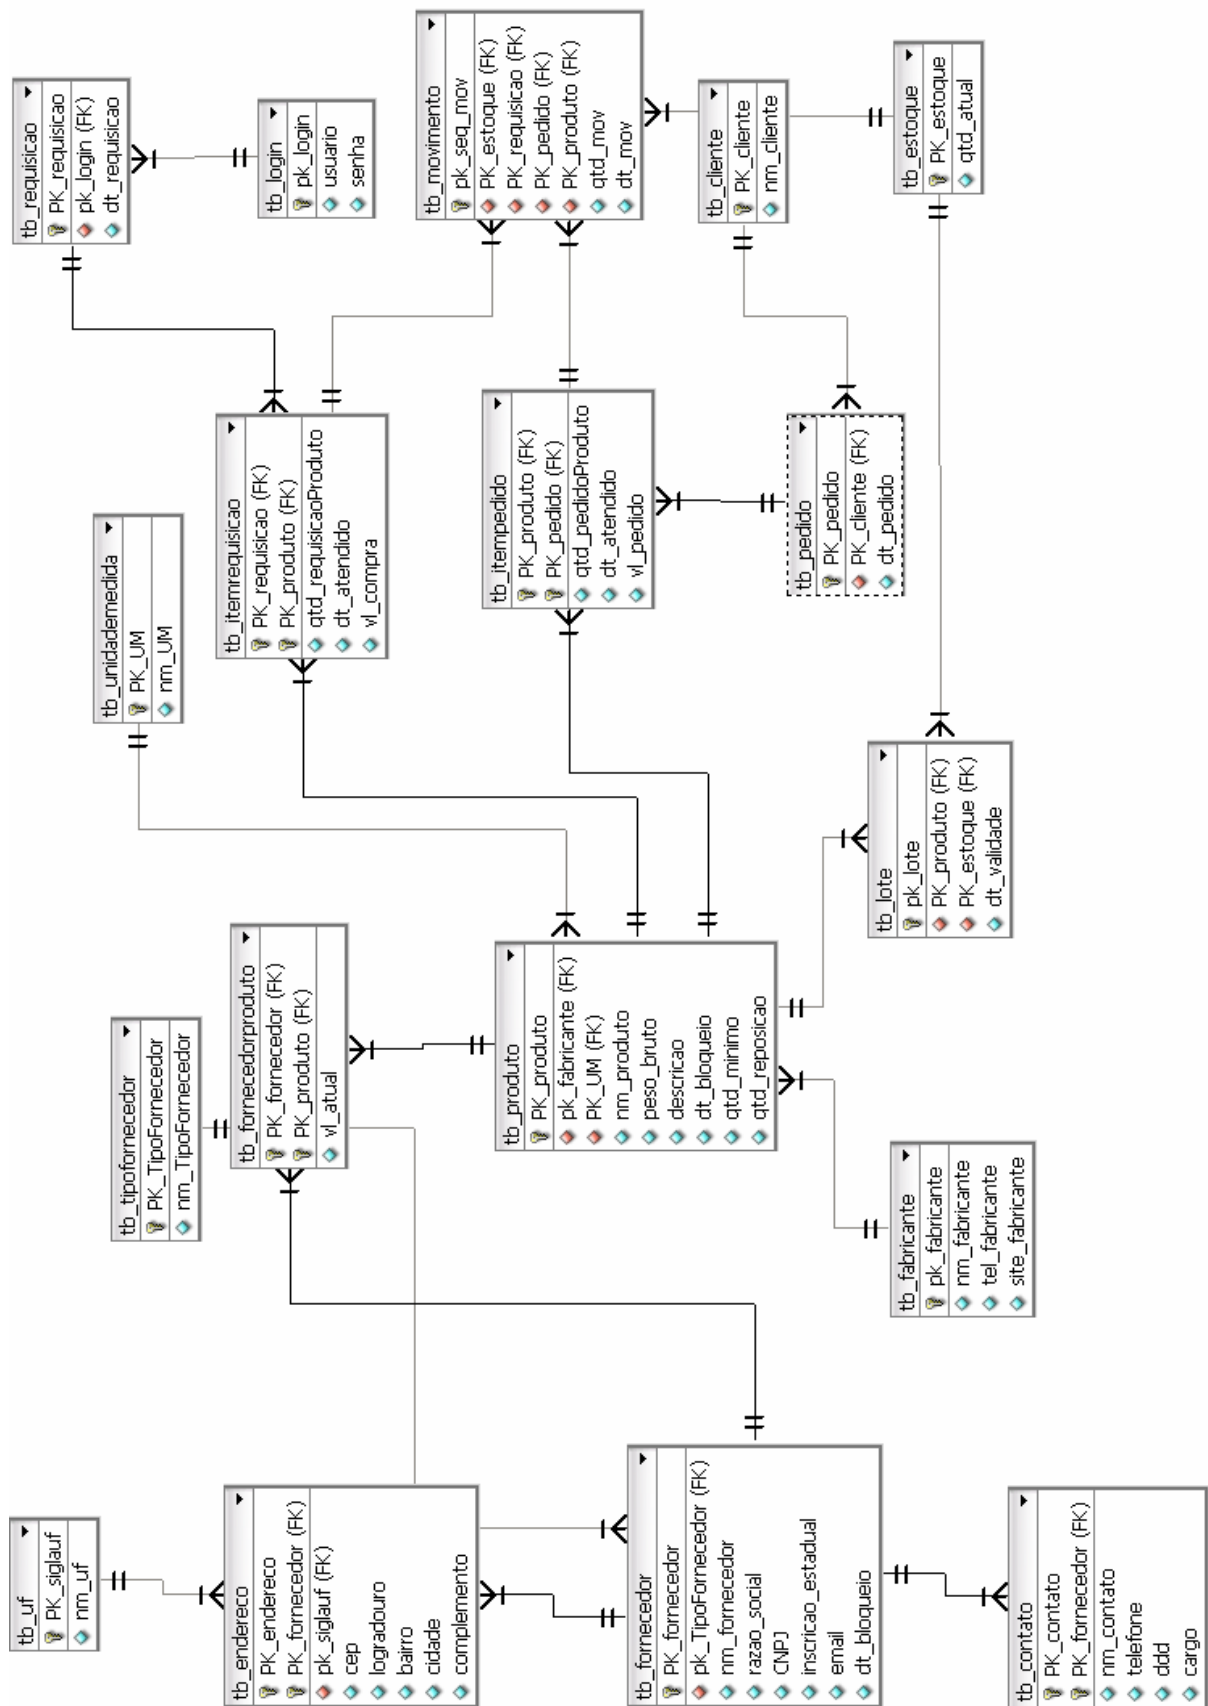 tb_uf
PK_siglauf
nm_uf
tb_endereco
PK_endereco
PK_fornecedor (FK)
pk_siglauf (FK)
cep
logradouro
bairro
cidade
complemento
tb_fornecedor
PK_fornecedor
pk_TipoFornecedor (FK)
nm_fornecedor
razao_social
CNPJ
inscricao_estadual
email
dt_bloqueio
tb_contato
PK_contato
PK_fornecedor (FK)
nm_contato
telefone
ddd
cargo
tb_tipofornecedor
PK_TipoFornecedor
nm_TipoFornecedor
tb_fornecedorproduto
PK_fornecedor (FK)
PK_produto (FK)
vl_atual
tb_produto
PK_produto
pk_fabricante (FK)
PK_UM (FK)
nm_produto
peso_bruto
descricao
dt_bloqueio
qtd_minimo
qtd_reposicao
tb_fabricante
pk_fabricante
nm_fabricante
tel_fabricante
site_fabricante
tb_unidademedida
PK_UM
nm_UM
tb_lote
pk_lote
PK_produto (FK)
PK_estoque (FK)
dt_validade
tb_itemrequisicao
PK_requisicao (FK)
PK_produto (FK)
qtd_requisicaoProduto
dt_atendido
vl_compra
tb_itempedido
PK_produto (FK)
PK_pedido (FK)
qtd_pedidoProduto
dt_atendido
vl_pedido
tb_pedido
PK_pedido
PK_cliente (FK)
dt_pedido
tb_requisicao
PK_requisicao
pk_login (FK)
dt_requisicao
tb_login
pk_login
usuario
senha
tb_movimento
pk_seq_mov
PK_estoque (FK)
PK_requisicao (FK)
PK_pedido (FK)
PK_produto (FK)
qtd_mov
dt_mov
tb_cliente
PK_cliente
nm_cliente
tb_estoque
PK_estoque
qtd_atual